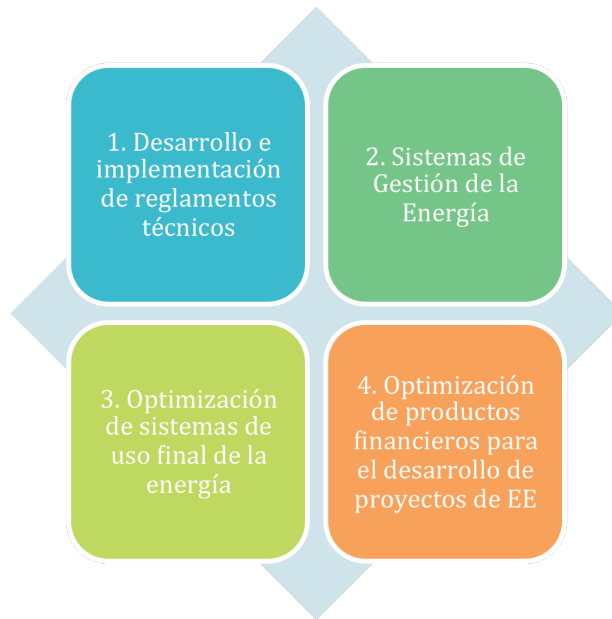 1. Desarrollo e
implementación
de reglamentos
técnicos
2. Sistemas de
Gestión de la
Energía
3. Optimización
de sistemas de
uso final de la
energía
4. Optimización
de productos
financieros para
el desarrollo de
proyectos de EE